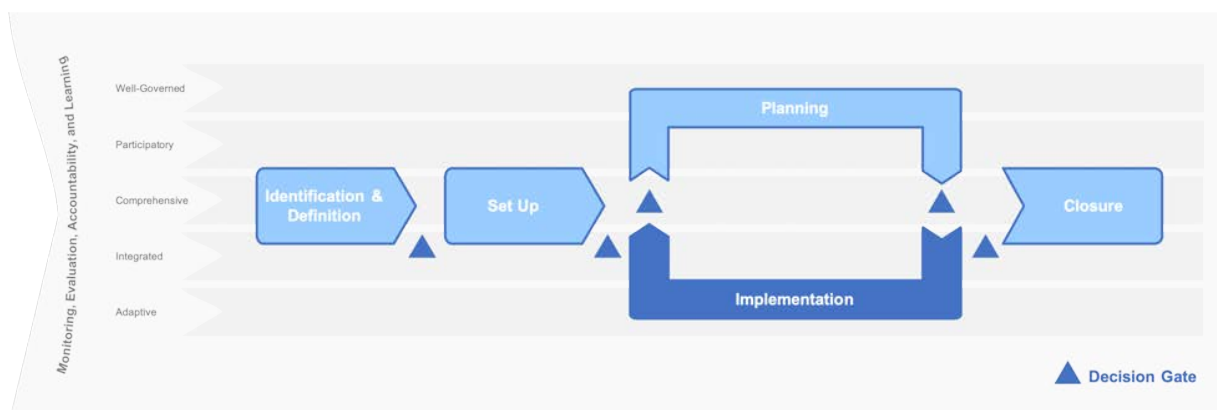 Monitoring, Evaluation, Accountability, and Learning
Well-Governed
Participatory
Comprehensive
Integrated
Adaptive
Identification &
Definition
Set Up
Planning
Implementation
Closure
Decision Gate